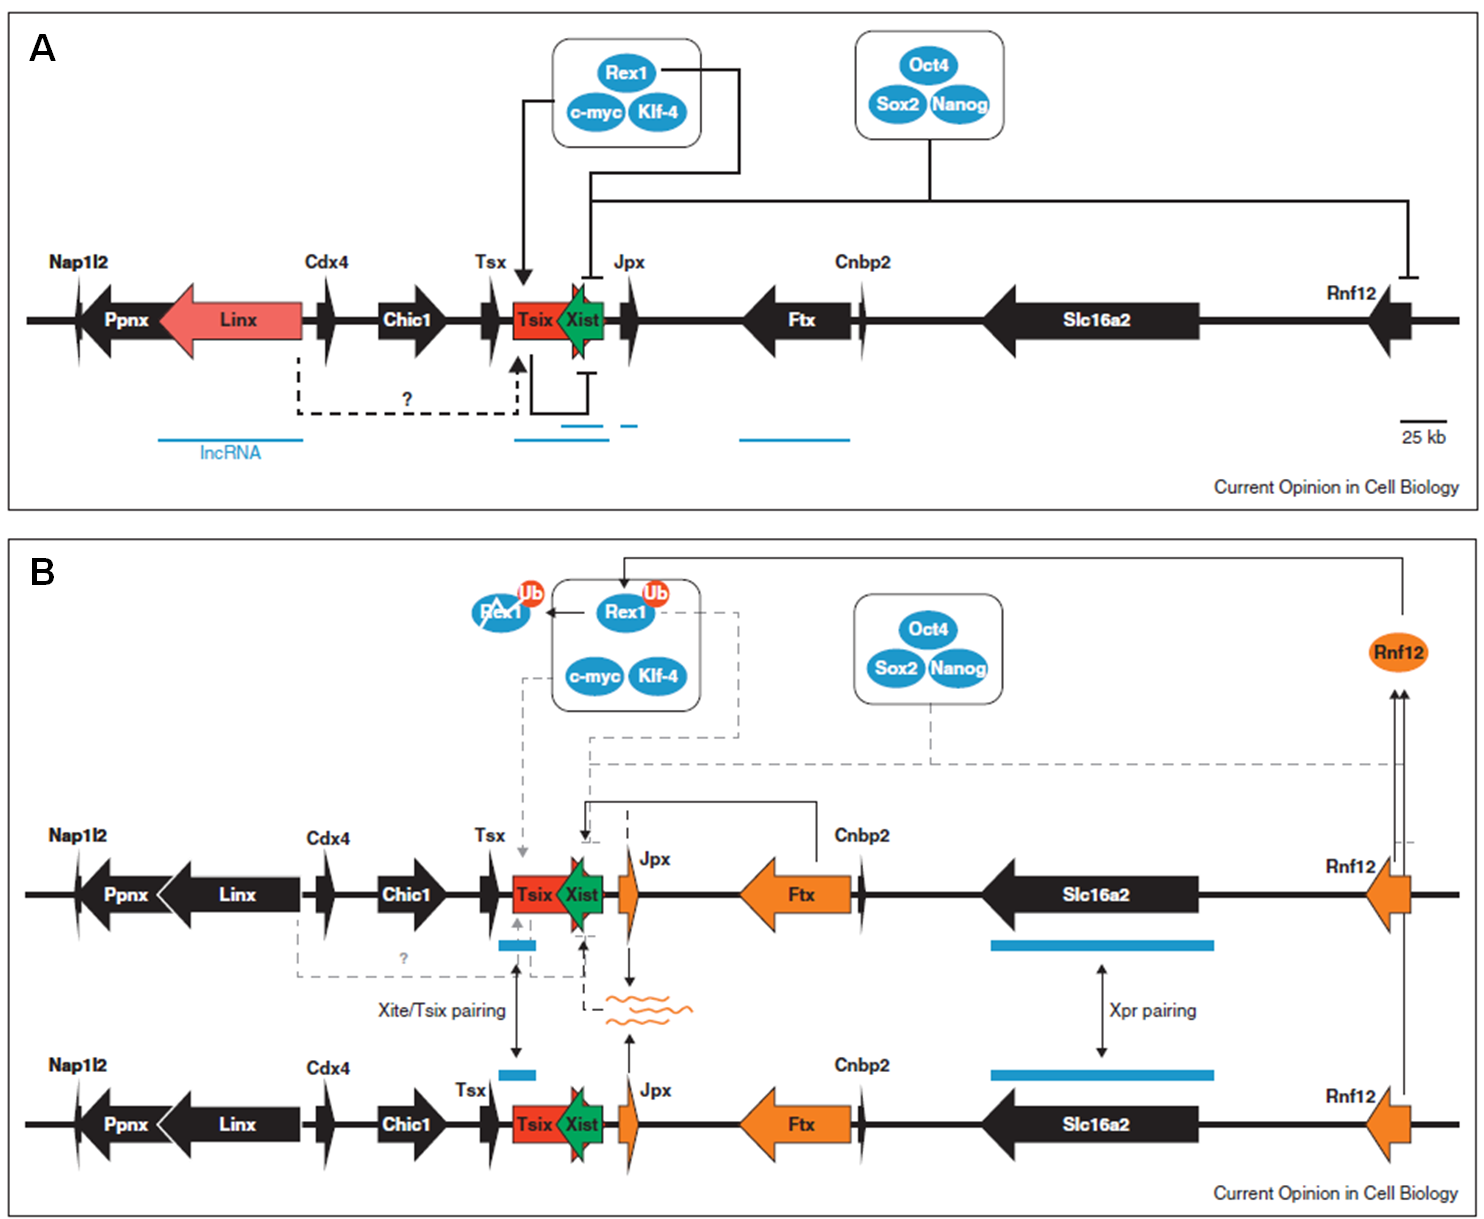 A
Rex1
c-myc Klf-4
Oct4
Sox2 Nanog
Nap1l2 Cdx4 Tsx Jpx Cnbp2 Rnf12
Ppnx Linx Chic1 Tsix Xist Ftx Slc16a2
?
lncRNA
25 kb
Current Opinion in Cell Biology
B
Rex1 Ub
Rex1 Ub
c-myc Klf-4
Oct4
Sox2 Nanog
Rnf12
Nap1l2 Cdx4 Tsx Jpx Cnbp2 Rnf12
Ppnx Linx Chic1 Tsix Xist Ftx Slc16a2
?
Xite/Tsix pairing Xpr pairing
Nap1l2 Cdx4 Tsx Jpx Cnbp2 Rnf12
Ppnx Linx Chic1 Tsix Xist Ftx Slc16a2
Current Opinion in Cell Biology